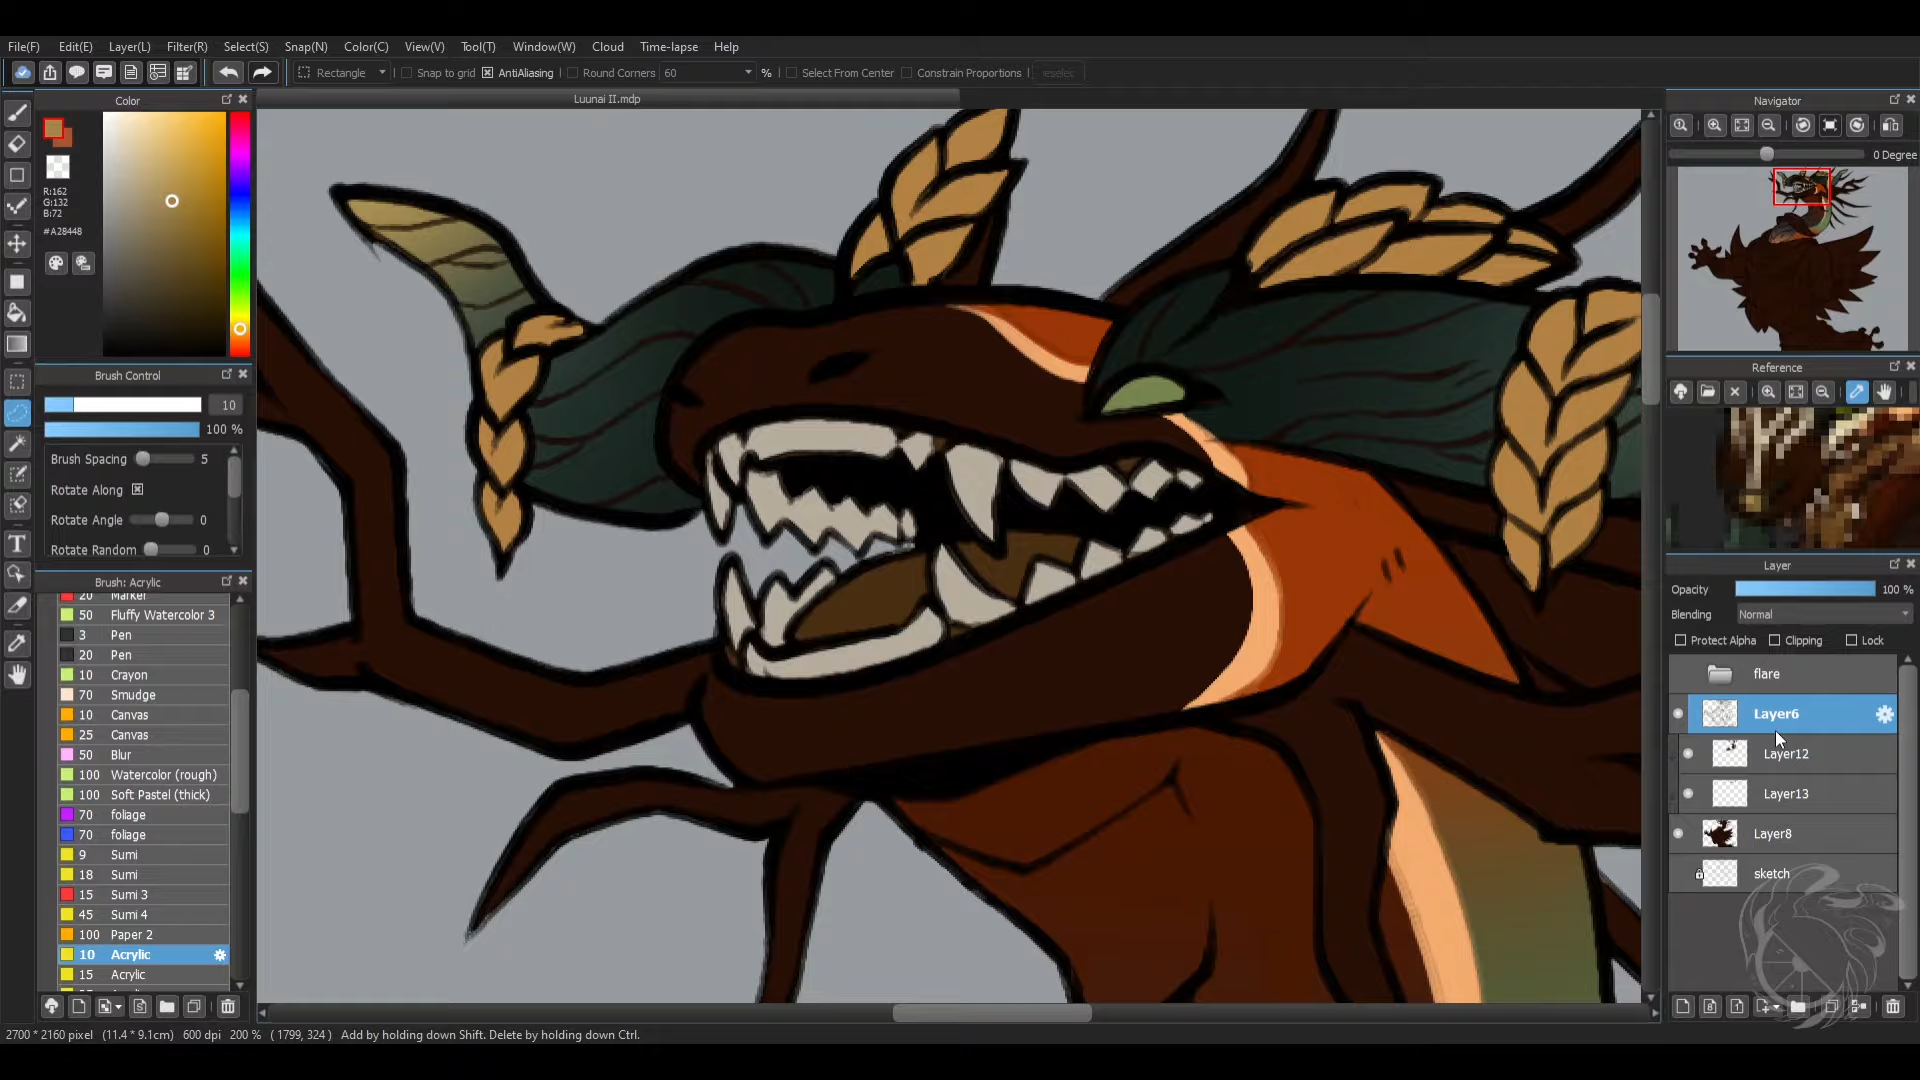 File(F) Edit(E) Layer(L) Filter(R) Select(S) Snap(N) Color(C) View(V) Tool(T) Window(W) Cloud Time-lapse Help
Rectangle Snap to grid AntiAliasing Round Corners 60 % Select From Center Constrain Proportions
Color
Luunai II.mdp
Navigator
0 Degree
R:162
G:132
B:72
#A28448
Brush Control
10
100 %
Brush Spacing 5
Rotate Along
Rotate Angle 0
Rotate Random 0
Brush: Acrylic
20 Marker
50 Fluffy Watercolor 3
3 Pen
20 Pen
10 Crayon
70 Smudge
10 Canvas
25 Canvas
50 Blur
100 Watercolor (rough)
100 Soft Pastel (thick)
70 foliage
70 foliage
9 Sumi
18 Sumi
15 Sumi 3
45 Sumi 4
100 Paper 2
10 Acrylic
15 Acrylic
Reference
Layer
Opacity 100 %
Blending Normal
Protect Alpha Clipping Lock
flare
Layer6
Layer12
Layer13
Layer8
sketch
2700 * 2160 pixel (11.4 * 9.1cm) 600 dpi 200 % ( 1799, 324 ) Add by holding down Shift. Delete by holding down Ctrl.